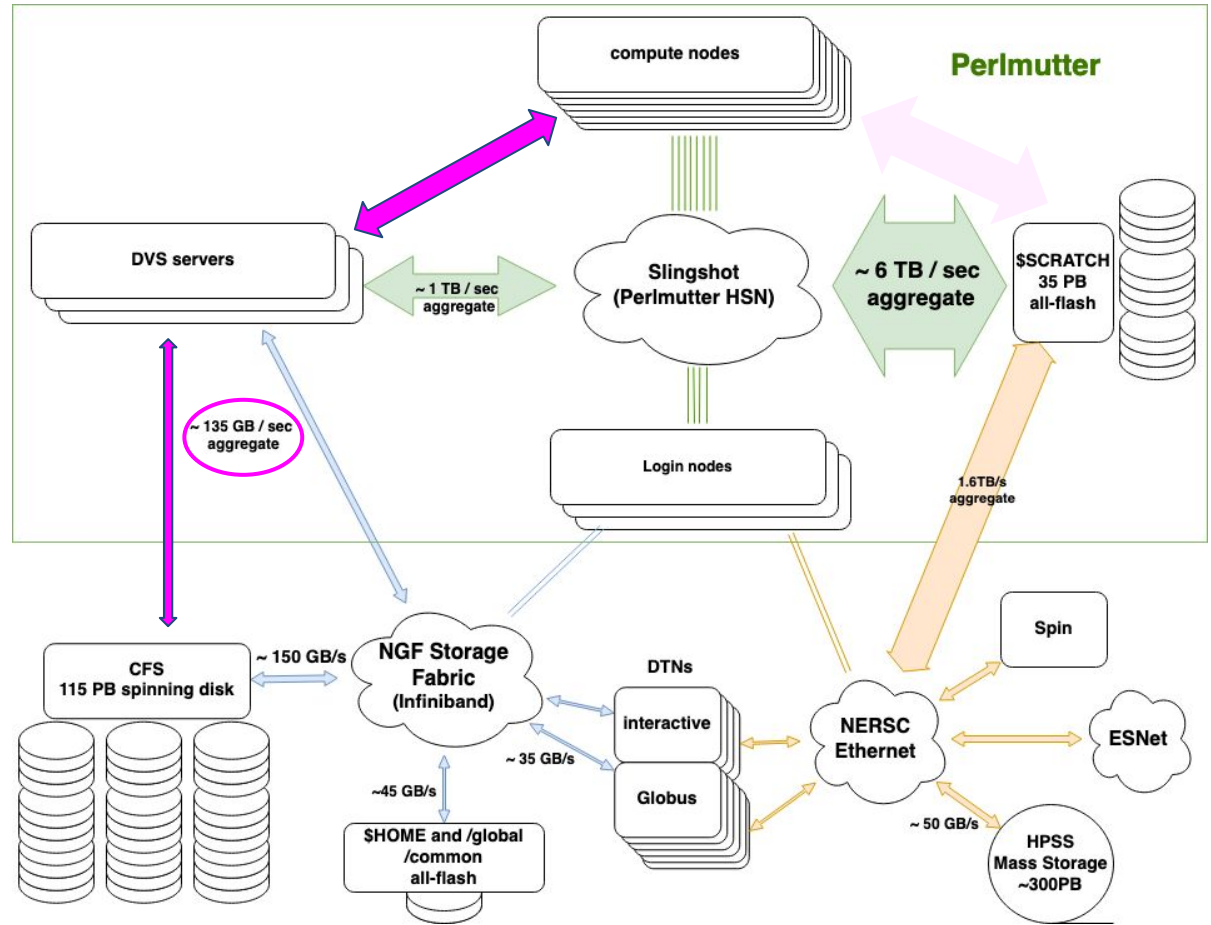 compute nodes
Perlmutter
DVS servers
~ 1 TB / sec
aggregate
Slingshot
(Perlmutter HSN)
~ 6 TB / sec
aggregate
$SCRATCH
35 PB
all-flash
~ 135 GB / sec
aggregate
Login nodes
1.6TB/s
aggregate
CFS
115 PB spinning disk
~ 150 GB/s
NGF Storage
Fabric
(Infiniband)
DTNs
interactive
Globus
~ 35 GB/s
~45 GB/s
$HOME and /global
/common
all-flash
NERSC
Ethernet
Spin
ESNet
~ 50 GB/s
HPSS
Mass Storage
~300PB